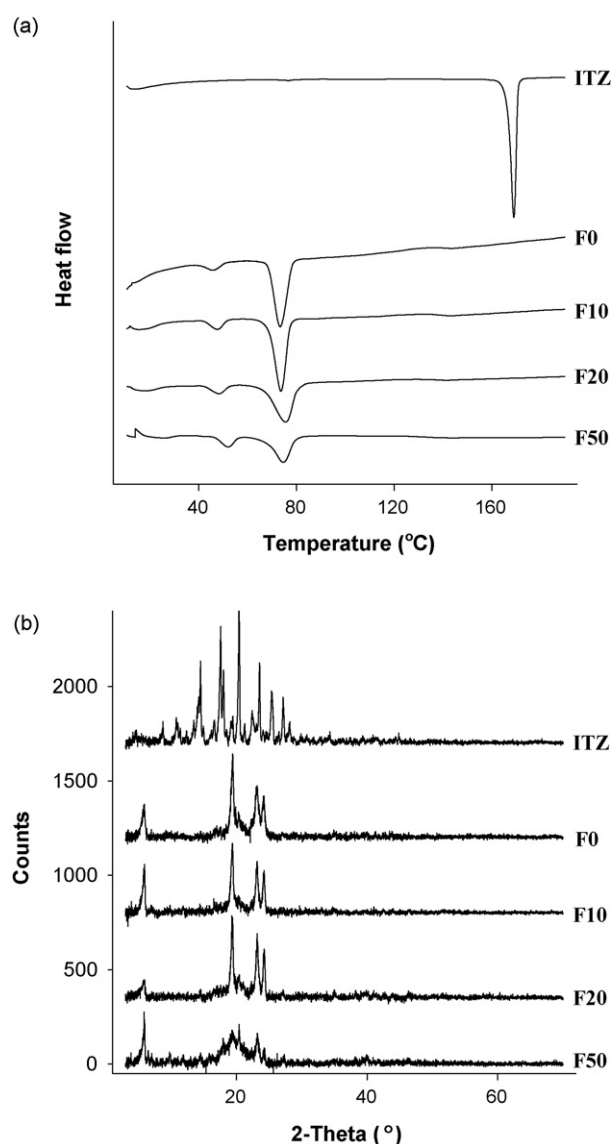 (a)
ITZ
F0
F10
F20
F50
Heat flow
40 80 120 160
Temperature (°C)
(b)
2000
1500
1000
500
0
ITZ
F0
F10
F20
F50
Counts
20 40 60
2-Theta (°)